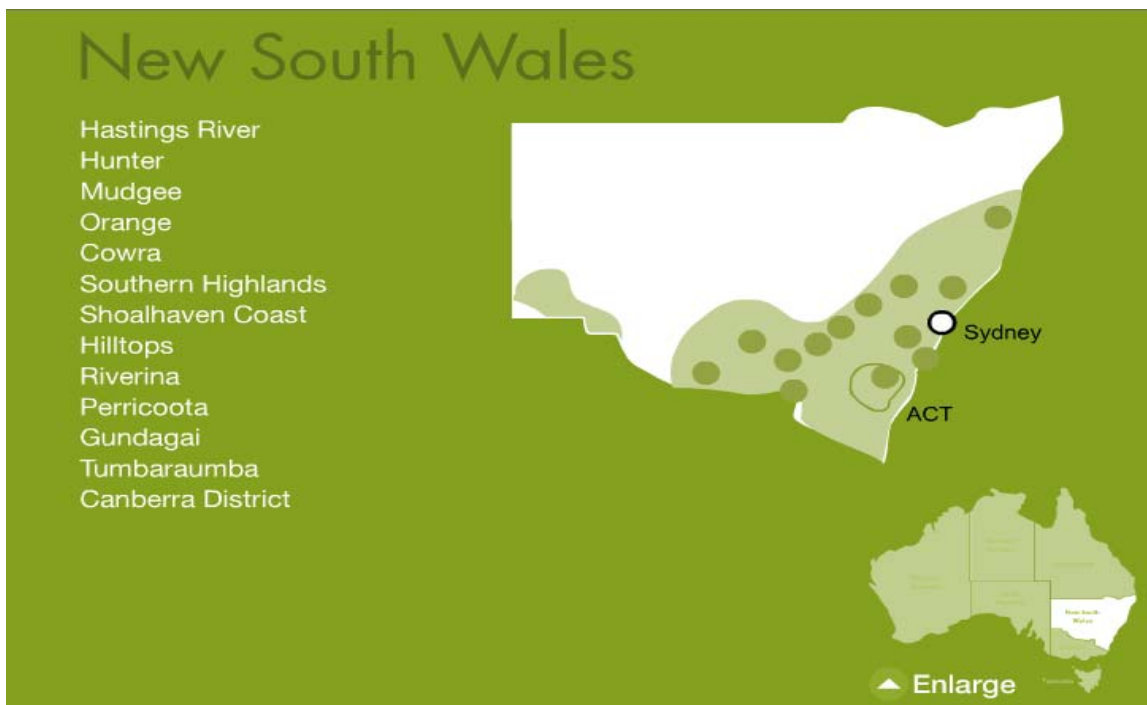 New South Wales
Hastings River
Hunter
Mudgee
Orange
Cowra
Southern Highlands
Shoalhaven Coast
Hilltops
Riverina
Perricoota
Gundagai
Tumbaraumba
Canberra District
Sydney
ACT
New South
Wales
Enlarge